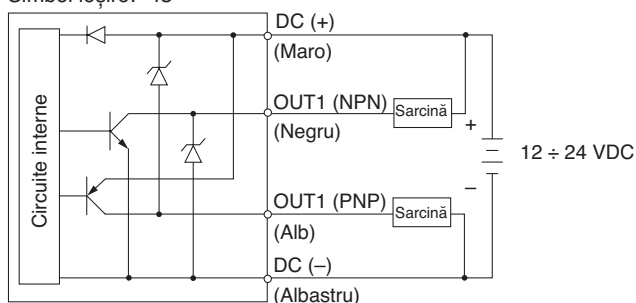 Circuite interne
DC (+)
(Maro)
OUT1 (NPN)
Sarcină
(Negru)
+
12 ÷ 24 VDC
–
OUT1 (PNP)
Sarcină
(Alb)
DC (–)
(Albastru)